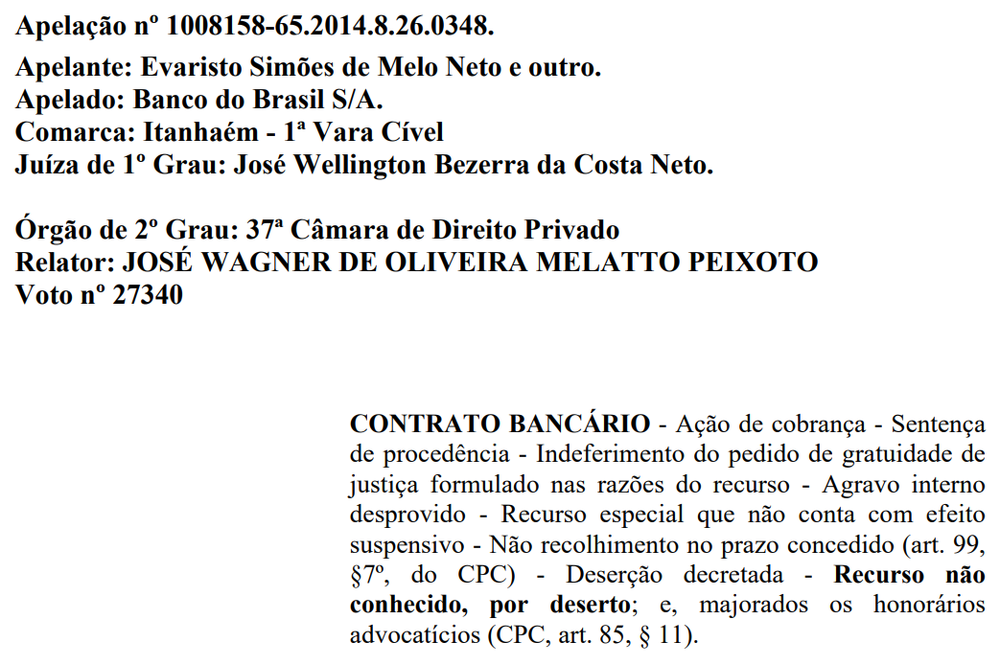 Apelação nº 1008158-65.2014.8.26.0348.
Apelante: Evaristo Simões de Melo Neto e outro.
Apelado: Banco do Brasil S/A.
Comarca: Itanhaém - 1ª Vara Cível
Juíza de 1º Grau: José Wellington Bezerra da Costa Neto.
Órgão de 2º Grau: 37ª Câmara de Direito Privado
Relator: JOSÉ WAGNER DE OLIVEIRA MELATTO PEIXOTO
Voto nº 27340
CONTRATO BANCÁRIO - Ação de cobrança - Sentença
de procedência - Indeferimento do pedido de gratuidade de
justiça formulado nas razões do recurso - Agravo interno
desprovido - Recurso especial que não conta com efeito
suspensivo - Não recolhimento no prazo concedido (art. 99,
§7º, do CPC) - Deserção decretada - Recurso não
conhecido, por deserto; e, majorados os honorários
advocatícios (CPC, art. 85, § 11).